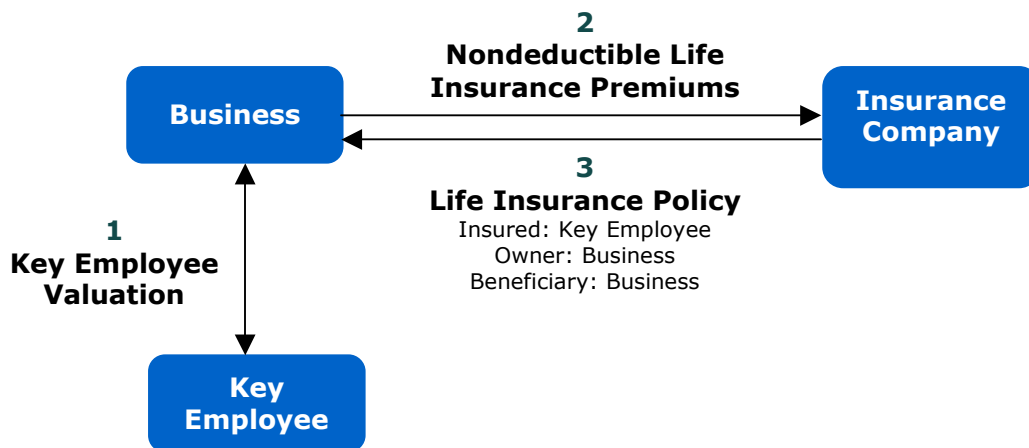 2
Nondeductible Life
Insurance Premiums
Business
Insurance
Company
3
Life Insurance Policy
Insured: Key Employee
Owner: Business
Beneficiary: Business
1
Key Employee
Valuation
Key
Employee